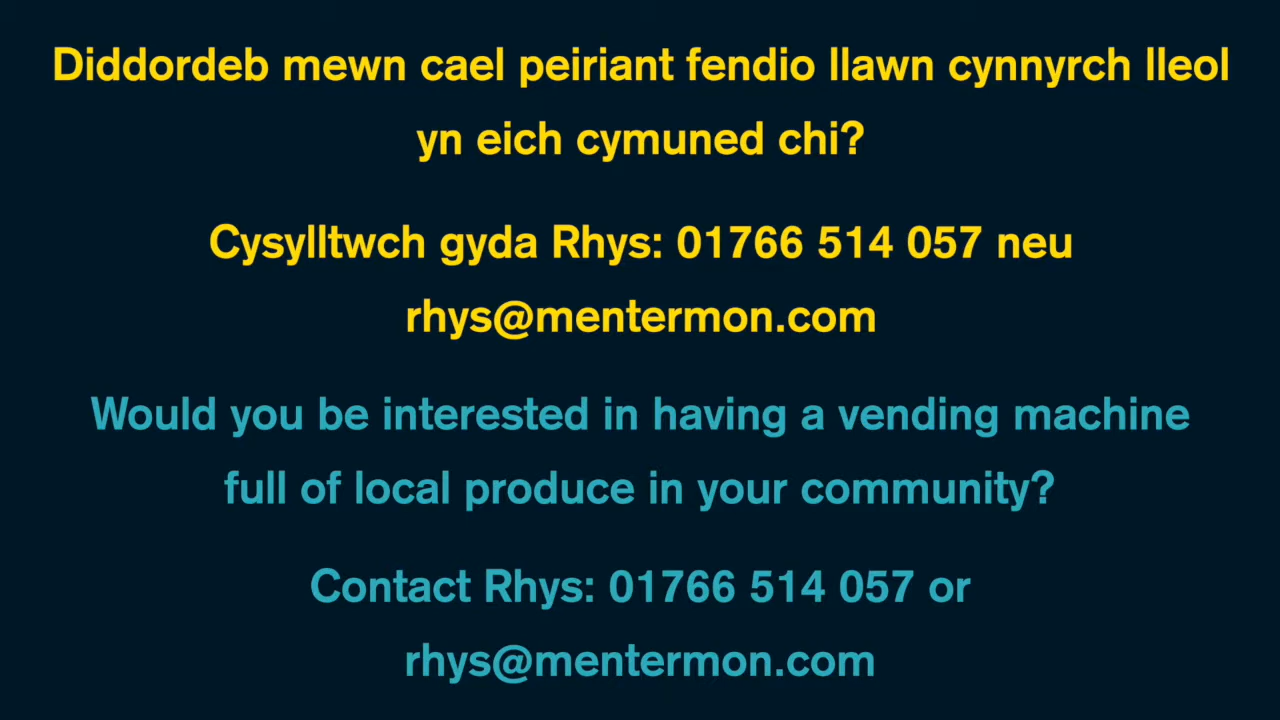 Diddordeb mewn cael peiriant fendio llawn cynnyrch lleol
yn eich cymuned chi?
Cysylltwch gyda Rhys: 01766 514 057 neu
rhys@mentermon.com
Would you be interested in having a vending machine
full of local produce in your community?
Contact Rhys: 01766 514 057 or
rhys@mentermon.com